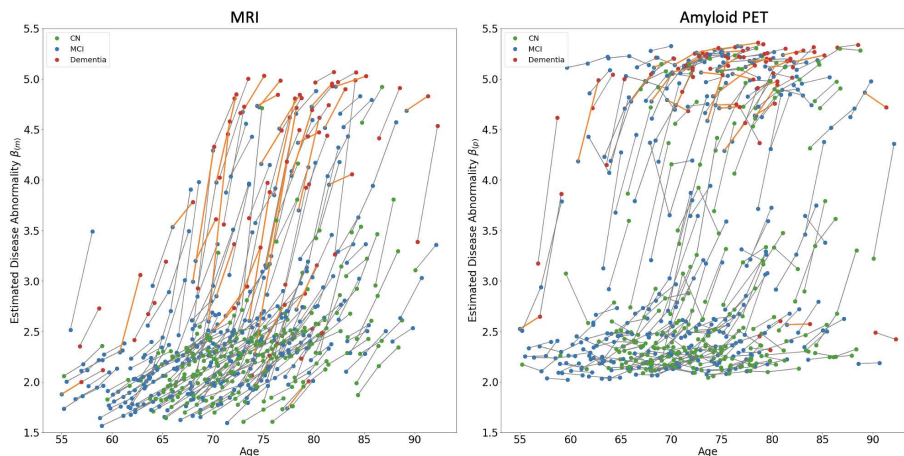 MRI
5.5
5.0
4.5
4.0
3.5
3.0
2.5
2.0
1.5
Estimated Disease Abnormality β(m)
CN
MCI
Dementia
55 60 65 70 75 80 85 90
Age
Amyloid PET
5.5
5.0
4.5
4.0
3.5
3.0
2.5
2.0
1.5
Estimated Disease Abnormality β(p)
CN
MCI
Dementia
55 60 65 70 75 80 85 90
Age